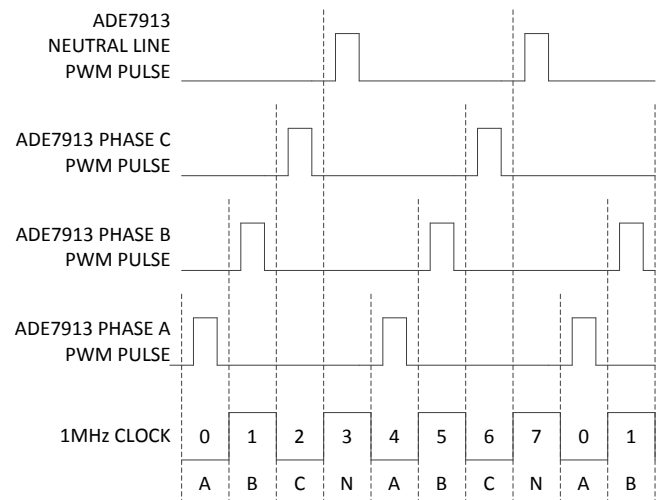 ADE7913
NEUTRAL LINE
PWM PULSE
ADE7913 PHASE C
PWM PULSE
ADE7913 PHASE B
PWM PULSE
ADE7913 PHASE A
PWM PULSE
1MHz CLOCK 0 1 2 3 4 5 6 7 0 1
A B C N A B C N A B